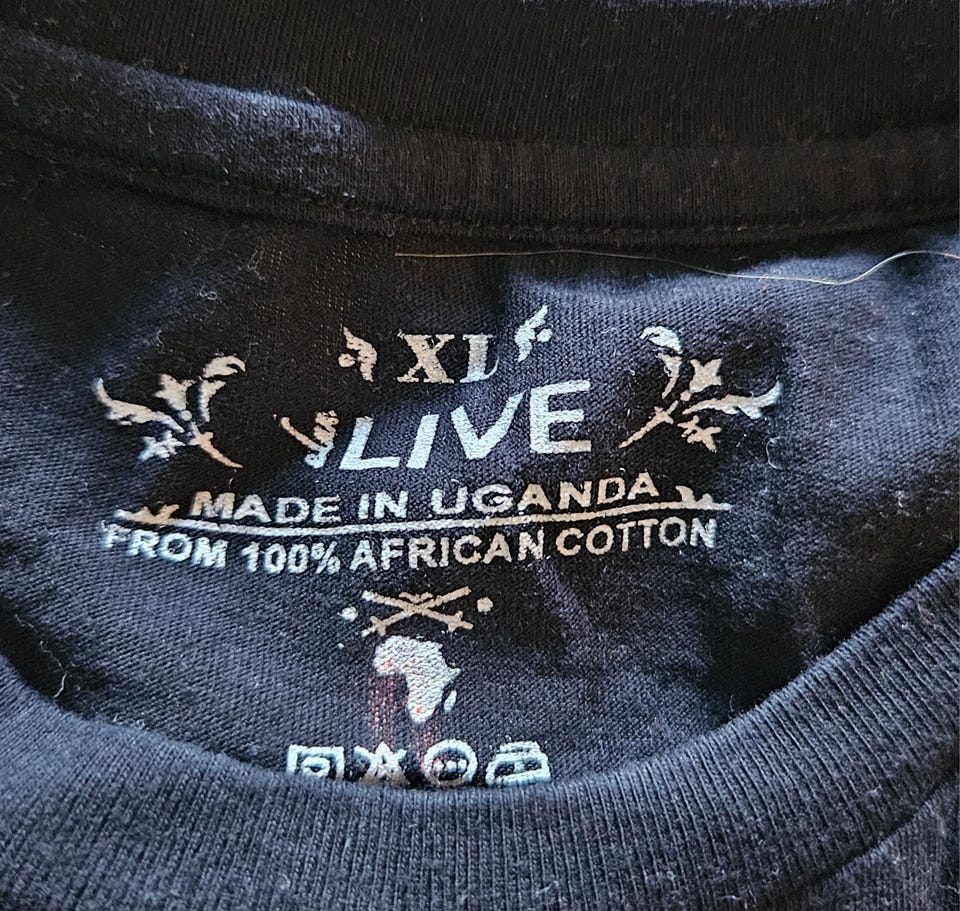 XL
LIVE
MADE IN UGANDA
FROM 100% AFRICAN COTTON